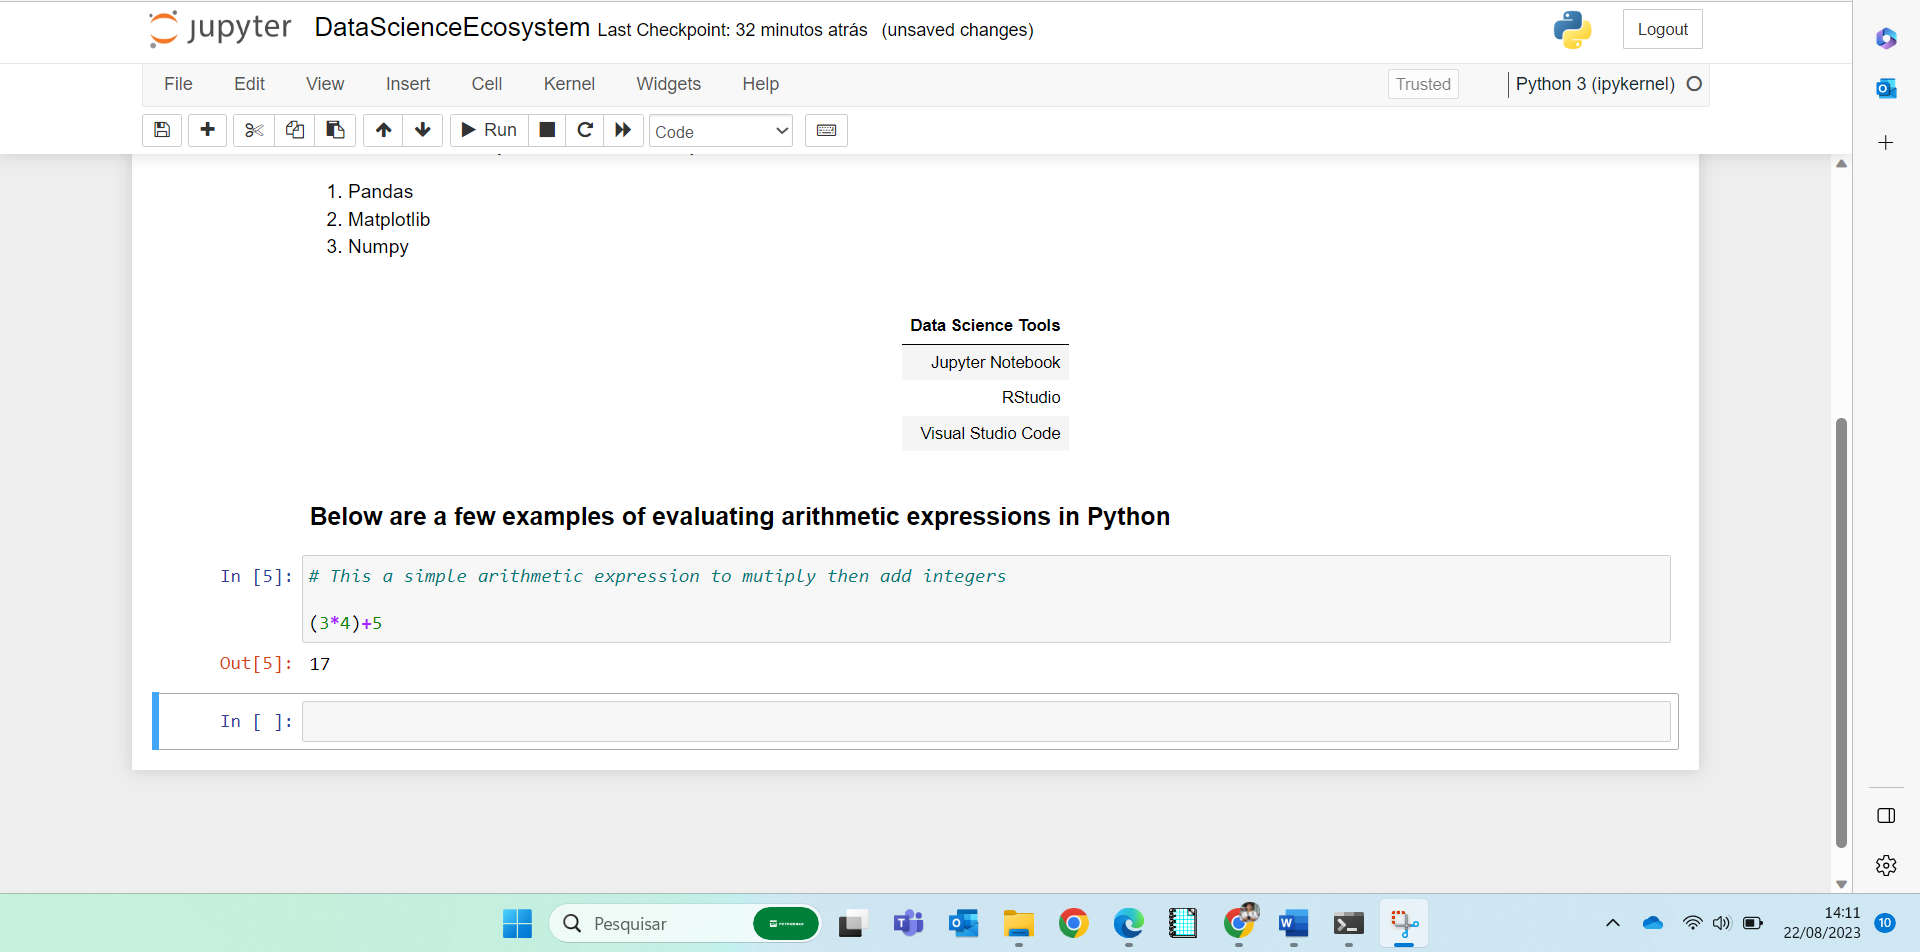 jupyter DataScienceEcosystem Last Checkpoint: 32 minutos atrás (unsaved changes)
Logout
File Edit View Insert Cell Kernel Widgets Help
Trusted Python 3 (ipykernel)
Run Code
1. Pandas
2. Matplotlib
3. Numpy
Data Science Tools
Jupyter Notebook
RStudio
Visual Studio Code
Below are a few examples of evaluating arithmetic expressions in Python
In [5]: # This a simple arithmetic expression to mutiply then add integers
(3*4)+5
Out[5]: 17
In [ ]:
Pesquisar
14:11
22/08/2023
10